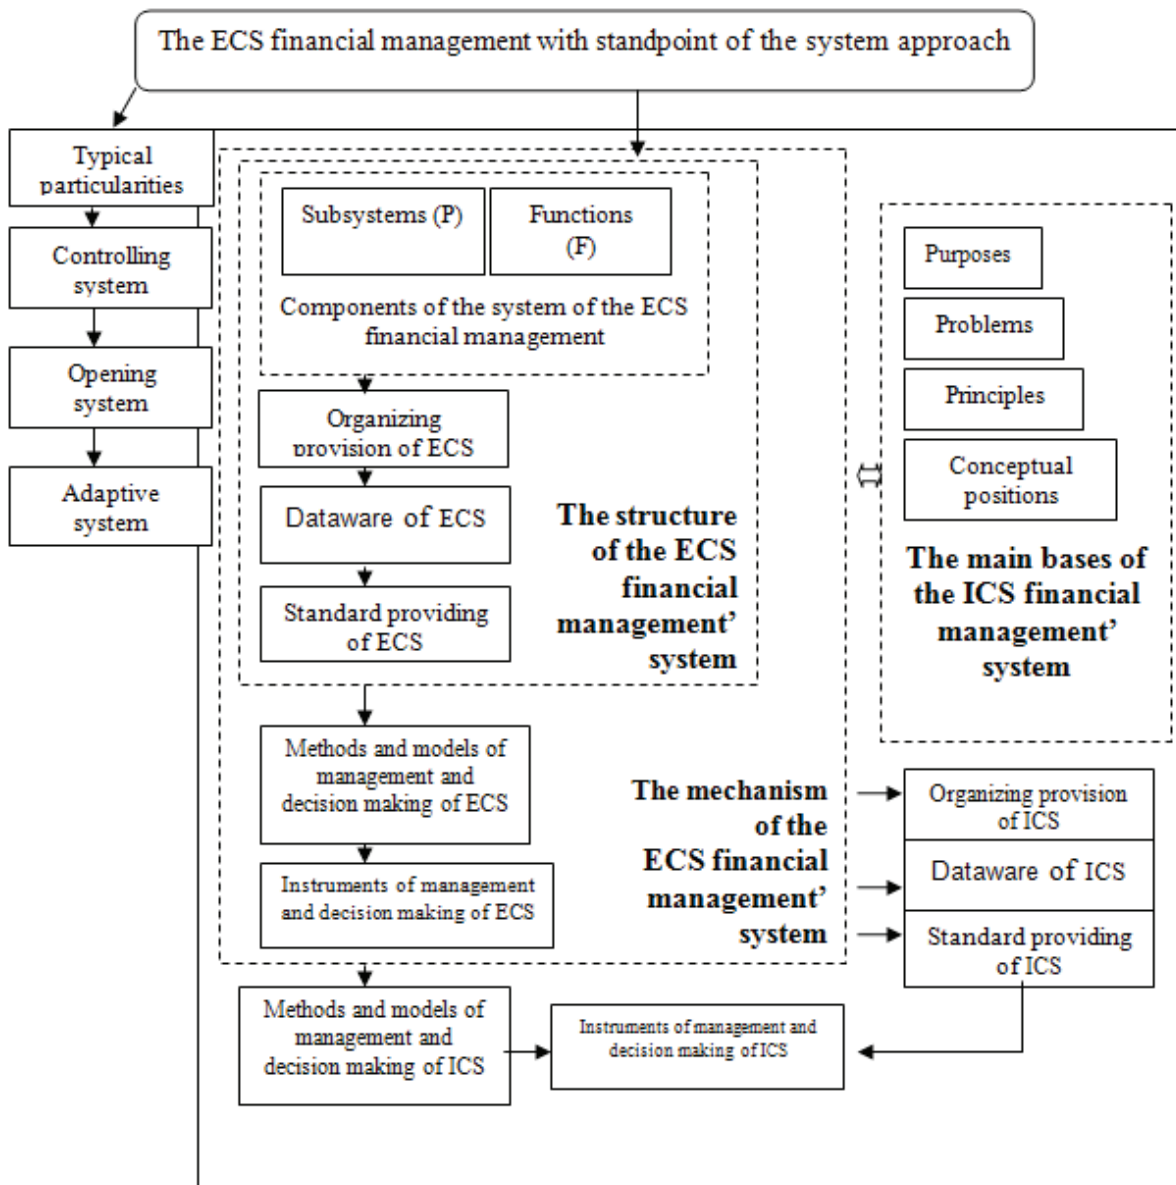 The ECS financial management with standpoint of the system approach
Typical
particularities
Controlling
system
Opening
system
Adaptive
system
Subsystems (P)
Functions
(F)
Components of the system of the ECS
financial management
Organizing
provision of ECS
Dataware of ECS
Standard providing
of ECS
The structure
of the ECS
financial
management’
system
Methods and models of
management and
decision making of ECS
Instruments of management
and decision making of ECS
The mechanism
of the
ECS financial
management’
system
Purposes
Problems
Principles
Conceptual
positions
The main bases of
the ICS financial
management’
system
Organizing provision
of ICS
Dataware of ICS
Standard providing
of ICS
Methods and models of
management and
decision making of ICS
Instruments of management and
decision making of ICS